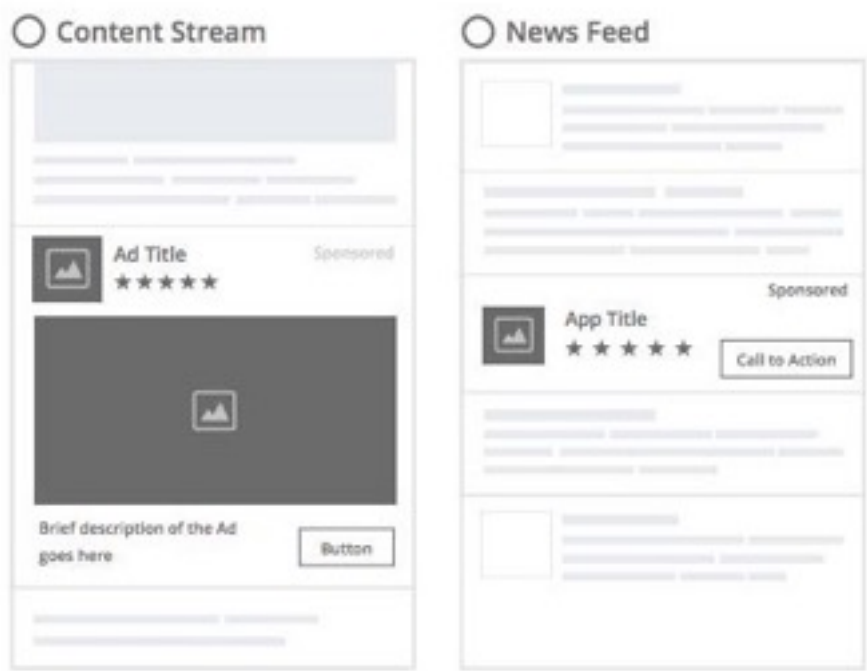 Content Stream
Ad Title
Sponsored
★★★★★
Brief description of the Ad
goes here
Button
News Feed
Sponsored
App Title
★★★★★
Call to Action